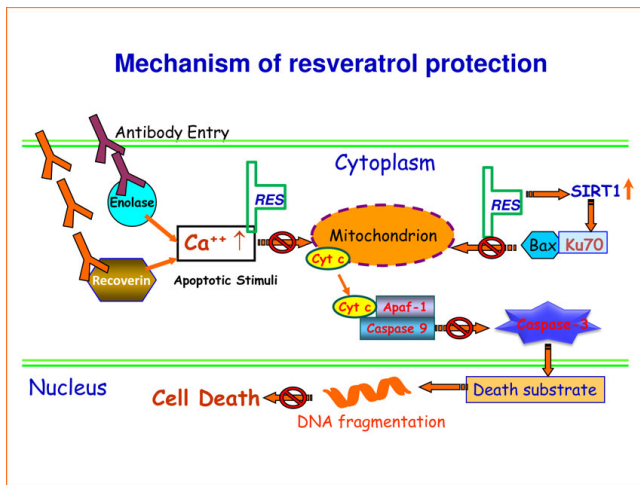 Mechanism of resveratrol protection
Antibody Entry
Cytoplasm
Enolase
RES
RES
SIRT1
Ca++ ↑
Mitochondrion
Bax
Ku70
Cyt c
Recoverin
Apoptotic Stimuli
Cyt c
Apaf-1
Caspase 9
Caspase-3
Nucleus
Cell Death
Death substrate
DNA fragmentation